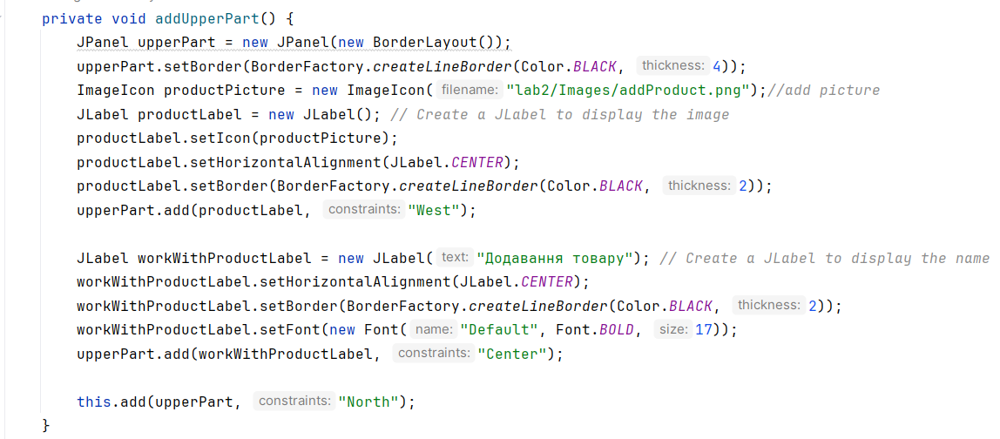 private void addUpperPart() {
JPanel upperPart = new JPanel(new BorderLayout());
upperPart.setBorder(BorderFactory.createLineBorder(Color.BLACK, thickness: 4));
ImageIcon productPicture = new ImageIcon( filename: "lab2/Images/addProduct.png");//add picture
JLabel productLabel = new JLabel(); // Create a JLabel to display the image
productLabel.setIcon(productPicture);
productLabel.setHorizontalAlignment(JLabel.CENTER);
productLabel.setBorder(BorderFactory.createLineBorder(Color.BLACK, thickness: 2));
upperPart.add(productLabel, constraints: "West");
JLabel workWithProductLabel = new JLabel( text: "Додавання товару"); // Create a JLabel to display the name
workWithProductLabel.setHorizontalAlignment(JLabel.CENTER);
workWithProductLabel.setBorder(BorderFactory.createLineBorder(Color.BLACK, thickness: 2));
workWithProductLabel.setFont(new Font( name: "Default", Font.BOLD, size: 17));
upperPart.add(workWithProductLabel, constraints: "Center");
this.add(upperPart, constraints: "North");
}